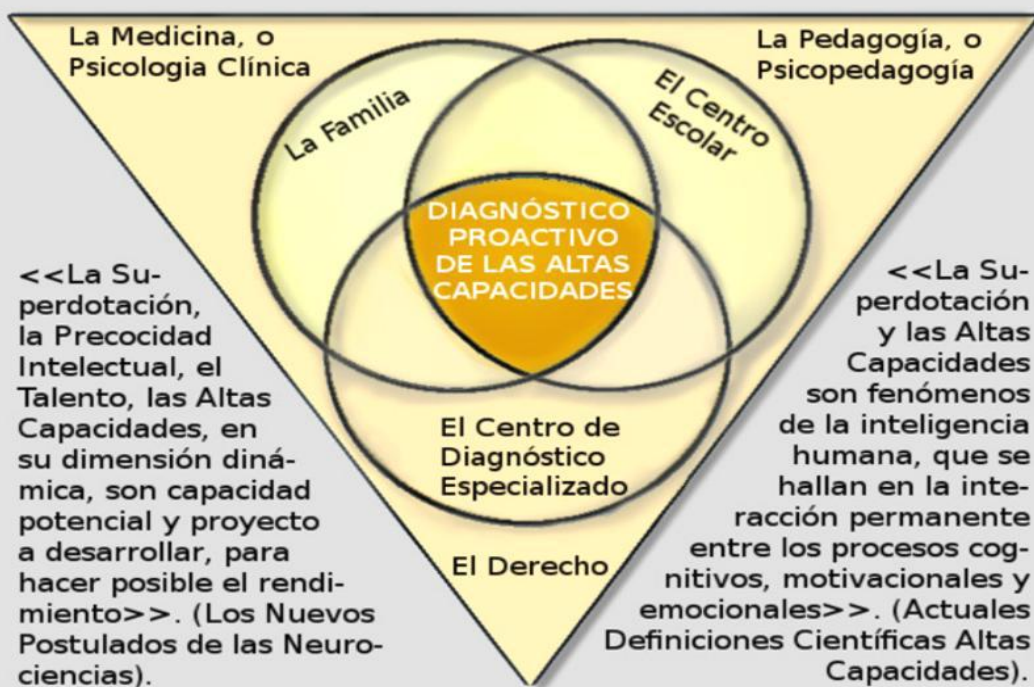 La Medicina, o
Psicologia Clínica
La Pedagogía, o
Psicopedagogía
La Familia
El Centro
Escolar
DIAGNÓSTICO
PROACTIVO
DE LAS ALTAS
CAPACIDADES
El Centro de
Diagnóstico
Especializado
El Derecho
<<La Su-
perdotación,
la Precocidad
Intelectual, el
Talento, las Altas
Capacidades, en
su dimensión diná-
mica, son capacidad
potencial y proyecto
a desarrollar, para
hacer posible el rendi-
miento>>. (Los Nuevos
Postulados de las Neuro-
ciencias).
<<La Su-
perdotación
y las Altas
Capacidades
son fenómenos
de la inteligencia
humana, que se
hallan en la inte-
racción permanente
entre los procesos cog-
nitivos, motivacionales y
emocionales>>. (Actuales
Definiciones Científicas Altas
Capacidades).